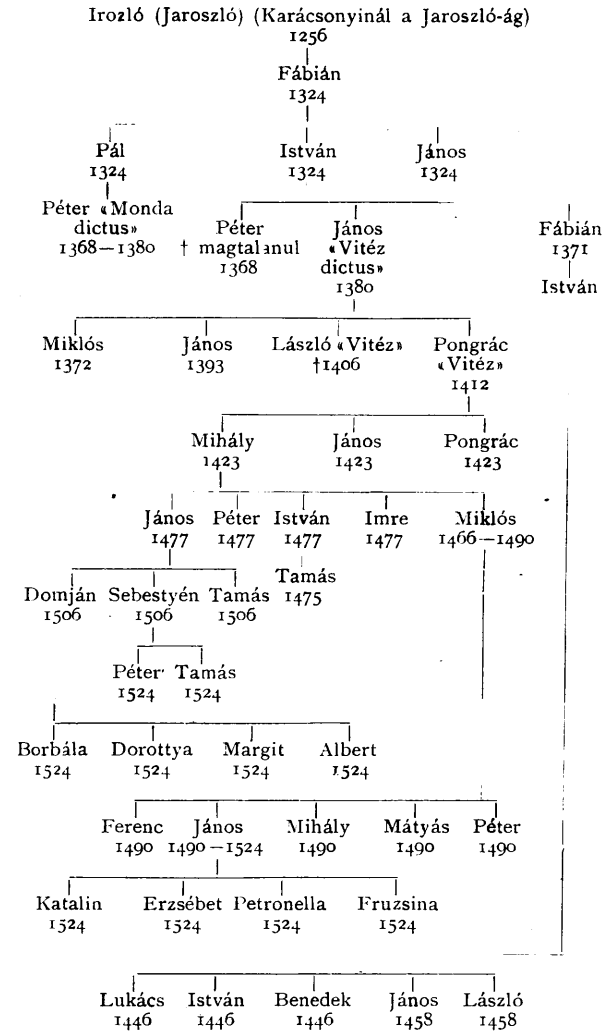 Irozló (Jaroszló) (Karácsonyinál a Jaroszló-ág)
1256
Fábián
1324
Pál István János
1324 1324 1324
Péter «Monda dictus» 1368—1380
Péter † magtalanul 1368
János «Vitéz dictus» 1380
Fábián 1371
István
Miklós János László «Vitéz» Pongrác «Vitéz»
1372 1393 †1406 1412
Mihály János Pongrác
1423 1423 1423
János Péter István Imre Miklós
1477 1477 1477 1477 1466—1490
Tamás
1475
Domján Sebestyén Tamás
1506 1506 1506
Péter Tamás
1524 1524
Borbála Dorottya Margit Albert
1524 1524 1524 1524
Ferenc János Mihály Mátyás Péter
1490 1490—1524 1490 1490 1490
Katalin Erzsébet Petronella Fruzsina
1524 1524 1524 1524
Lukács István Benedek János László
1446 1446 1446 1458 1458